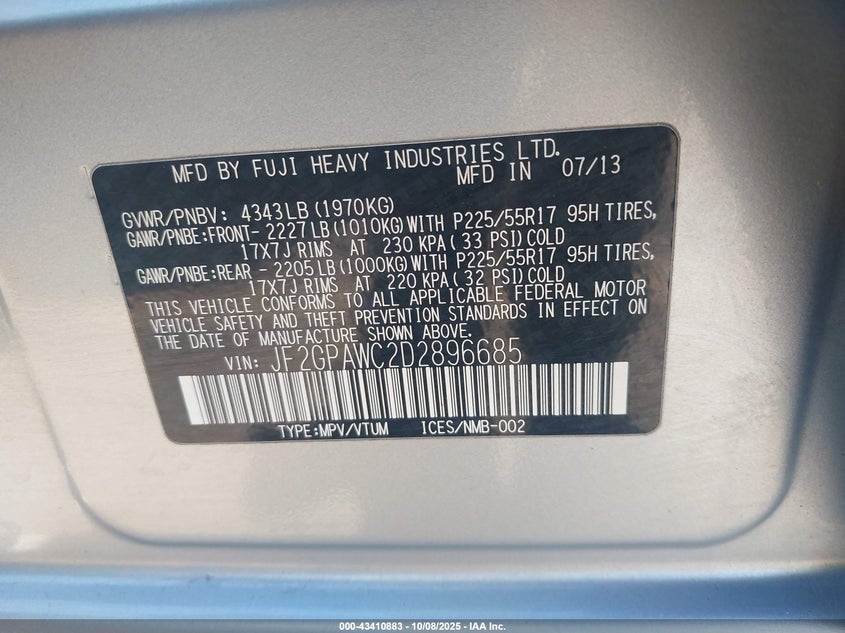 MFD BY FUJI HEAVY INDUSTRIES LTD.
MFD IN 07/13
GVWR/PNBV: 4343LB(1970KG)
GAWR/PNBE:FRONT- 2227LB(1010KG)WITH P225/55R17 95H TIRES,
17X7J RIMS AT 230 KPA( 33 PSI)COLD
GAWR/PNBE:REAR - 2205LB(1000KG)WITH P225/55R17 95H TIRES,
17X7J RIMS AT 220 KPA( 32 PSI)COLD
THIS VEHICLE CONFORMS TO ALL APPLICABLE FEDERAL MOTOR
VEHICLE SAFETY AND THEFT PREVENTION STANDARDS IN EFFECT ON
THE DATE OF MANUFACTURE SHOWN ABOVE.
VIN: JF2GPAWC2D2896685
TYPE:MPV/VTUM ICES/NMB-002
000-43410883 - 10/08/2025 - IAA Inc.